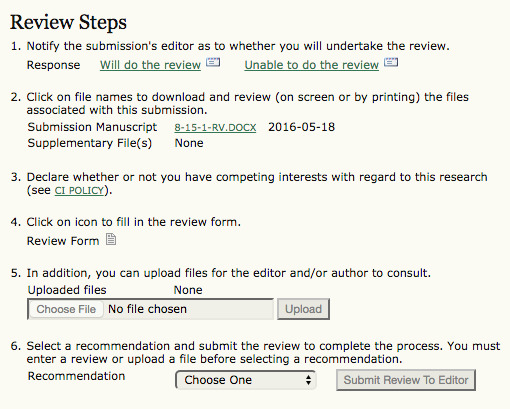 Review Steps
1. Notify the submission's editor as to whether you will undertake the review.
Response Will do the review Unable to do the review
2. Click on file names to download and review (on screen or by printing) the files
associated with this submission.
Submission Manuscript 8-15-1-RV.DOCX 2016-05-18
Supplementary File(s) None
3. Declare whether or not you have competing interests with regard to this research
(see CI POLICY).
4. Click on icon to fill in the review form.
Review Form
5. In addition, you can upload files for the editor and/or author to consult.
Uploaded files None
Choose File No file chosen Upload
6. Select a recommendation and submit the review to complete the process. You must
enter a review or upload a file before selecting a recommendation.
Recommendation Choose One Submit Review To Editor